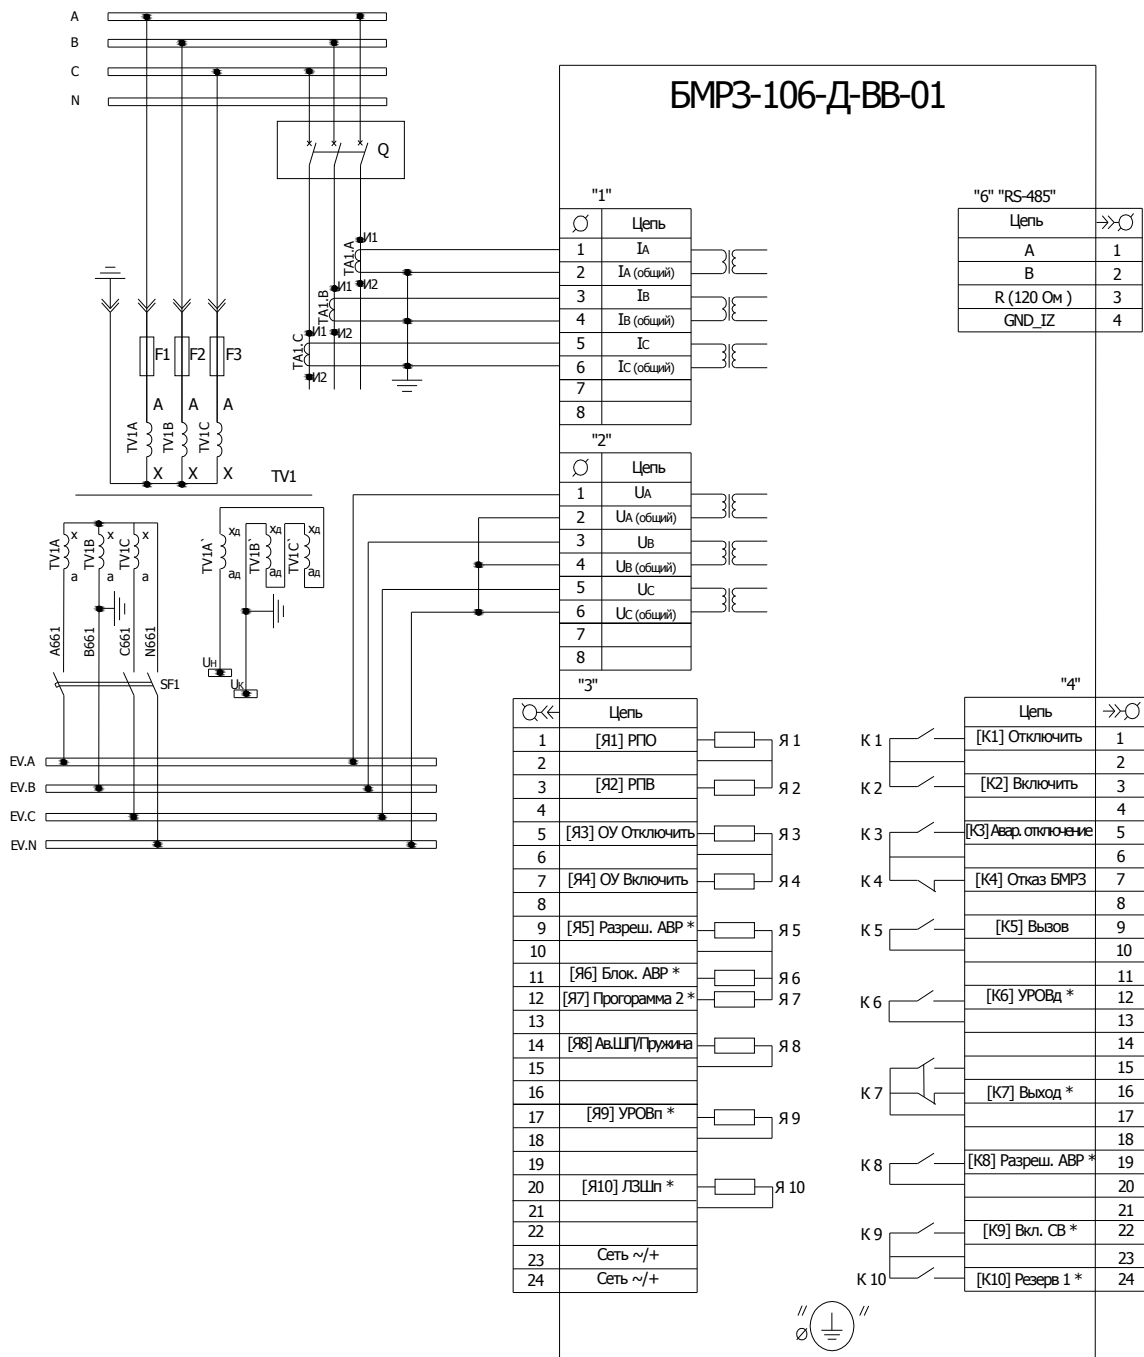 A
B
C
N
Q
И1
И2
TA1.A
И1
И2
TA1.B
И1
И2
TA1.C
F1 F2 F3
A A A
TV1A TV1B TV1C
X X X
TV1
TV1A x a
TV1B x a
TV1C x a
TV1A` xд aд
TV1B` xд aд
TV1C` xд aд
A661
B661
C661
N661
SF1
Uн
Uк
EV.A
EV.B
EV.C
EV.N
БМРЗ-106-Д-ВВ-01
"1"
Цепь
1 IA
2 IA (общий)
3 IB
4 IB (общий)
5 IC
6 IC (общий)
7
8
"2"
Цепь
1 UA
2 UA (общий)
3 UB
4 UB (общий)
5 UC
6 UC (общий)
7
8
"3"
Цепь
1 [Я1] РПО Я 1
2
3 [Я2] РПВ Я 2
4
5 [Я3] ОУ Отключить Я 3
6
7 [Я4] ОУ Включить Я 4
8
9 [Я5] Разреш. АВР * Я 5
10
11 [Я6] Блок. АВР * Я 6
12 [Я7] Прогорамма 2 * Я 7
13
14 [Я8] Ав.ШП/Пружина Я 8
15
16
17 [Я9] УРОВп * Я 9
18
19
20 [Я10] ЛЗШп * Я 10
21
22
23 Сеть ~/+
24 Сеть ~/+
"6" "RS-485"
Цепь
A 1
B 2
R (120 Ом ) 3
GND_IZ 4
"4"
Цепь
К 1 [К1] Отключить 1
2
К 2 [К2] Включить 3
4
К 3 [К3] Авар. отключение 5
6
К 4 [К4] Отказ БМРЗ 7
8
К 5 [К5] Вызов 9
10
11
К 6 [К6] УРОВд * 12
13
14
15
К 7 [К7] Выход * 16
17
18
К 8 [К8] Разреш. АВР * 19
20
21
К 9 [К9] Вкл. СВ * 22
23
К 10 [К10] Резерв 1 * 24
" "